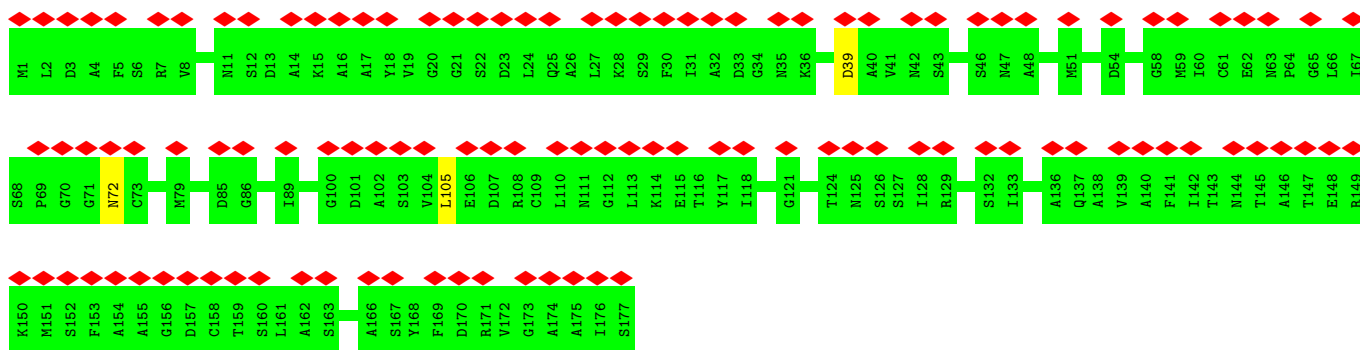 M1 L2 D3 A4 F5 S6 R7 V8 N11 S12 D13 A14 K15 A16 A17 Y18 V19 G20 G21 S22 D23 L24 Q25 A26 L27 K28 S29 F30 I31 A32 D33 G34 N35 K36 D39 A40 V41 N42 S43 S46 N47 A48 M51 D54 G58 M59 I60 C61 E62 N63 P64 G65 L66 I67
S68 P69 G70 G71 N72 C73 M79 D85 G86 I89 G100 D101 A102 S103 V104 L105 E106 D107 R108 C109 L110 N111 G112 L113 K114 E115 T116 Y117 I118 G121 T124 N125 S126 S127 I128 R129 S132 I133 A136 Q137 A138 V139 A140 F141 I142 T143 N144 T145 A146 T147 E148 R149
K150 M151 S152 F153 A154 A155 G156 D157 C158 T159 S160 L161 A162 S163 A166 S167 Y168 F169 D170 R171 V172 G173 A174 A175 I176 S177